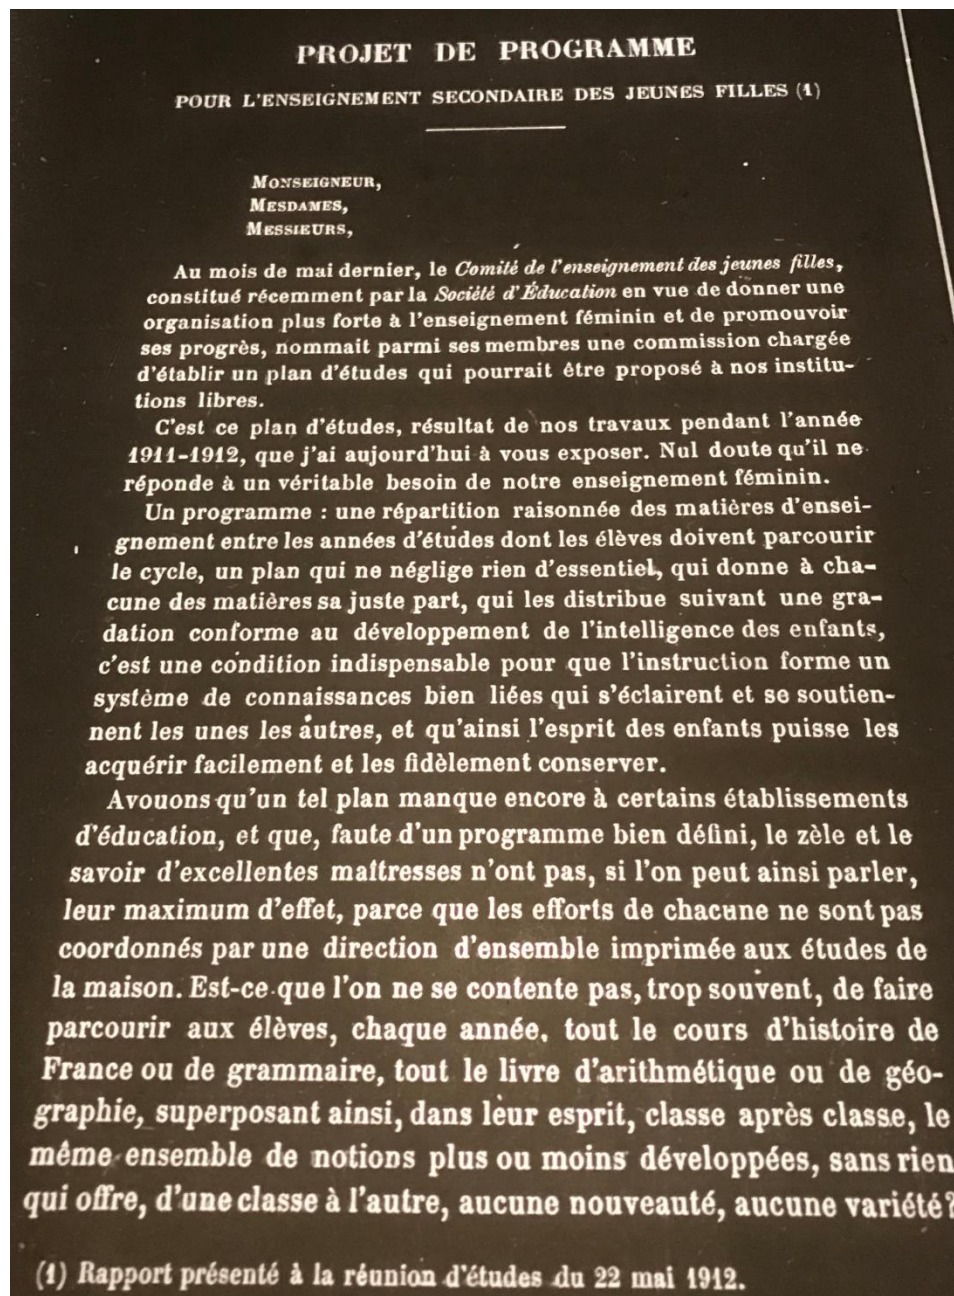 PROJET DE PROGRAMME
POUR L'ENSEIGNEMENT SECONDAIRE DES JEUNES FILLES (1)
MONSEIGNEUR,
MESDAMES,
MESSIEURS,
Au mois de mai dernier, le Comité de l'enseignement des jeunes filles,
constitué récemment par la Société d'Éducation en vue de donner une
organisation plus forte à l'enseignement féminin et de promouvoir
ses progrès, nommait parmi ses membres une commission chargée
d'établir un plan d'études qui pourrait être proposé à nos institu-
tions libres.
C'est ce plan d'études, résultat de nos travaux pendant l'année
1911-1912, que j'ai aujourd'hui à vous exposer. Nul doute qu'il ne
réponde à un véritable besoin de notre enseignement féminin.
Un programme : une répartition raisonnée des matières d'ensei-
gnement entre les années d'études dont les élèves doivent parcourir
le cycle, un plan qui ne néglige rien d'essentiel, qui donne à cha-
cune des matières sa juste part, qui les distribue suivant une gra-
dation conforme au développement de l'intelligence des enfants,
c'est une condition indispensable pour que l'instruction forme un
système de connaissances bien liées qui s'éclairent et se soutien-
nent les unes les autres, et qu'ainsi l'esprit des enfants puisse les
acquérir facilement et les fidèlement conserver.
Avouons qu'un tel plan manque encore à certains établissements
d'éducation, et que, faute d'un programme bien défini, le zèle et le
savoir d'excellentes maîtresses n'ont pas, si l'on peut ainsi parler,
leur maximum d'effet, parce que les efforts de chacune ne sont pas
coordonnés par une direction d'ensemble imprimée aux études de
la maison. Est-ce que l'on ne se contente pas, trop souvent, de faire
parcourir aux élèves, chaque année, tout le cours d'histoire de
France ou de grammaire, tout le livre d'arithmétique ou de géo-
graphie, superposant ainsi, dans leur esprit, classe après classe, le
même ensemble de notions plus ou moins développées, sans rien
qui offre, d'une classe à l'autre, aucune nouveauté, aucune variété?
(1) Rapport présenté à la réunion d'études du 22 mai 1912.